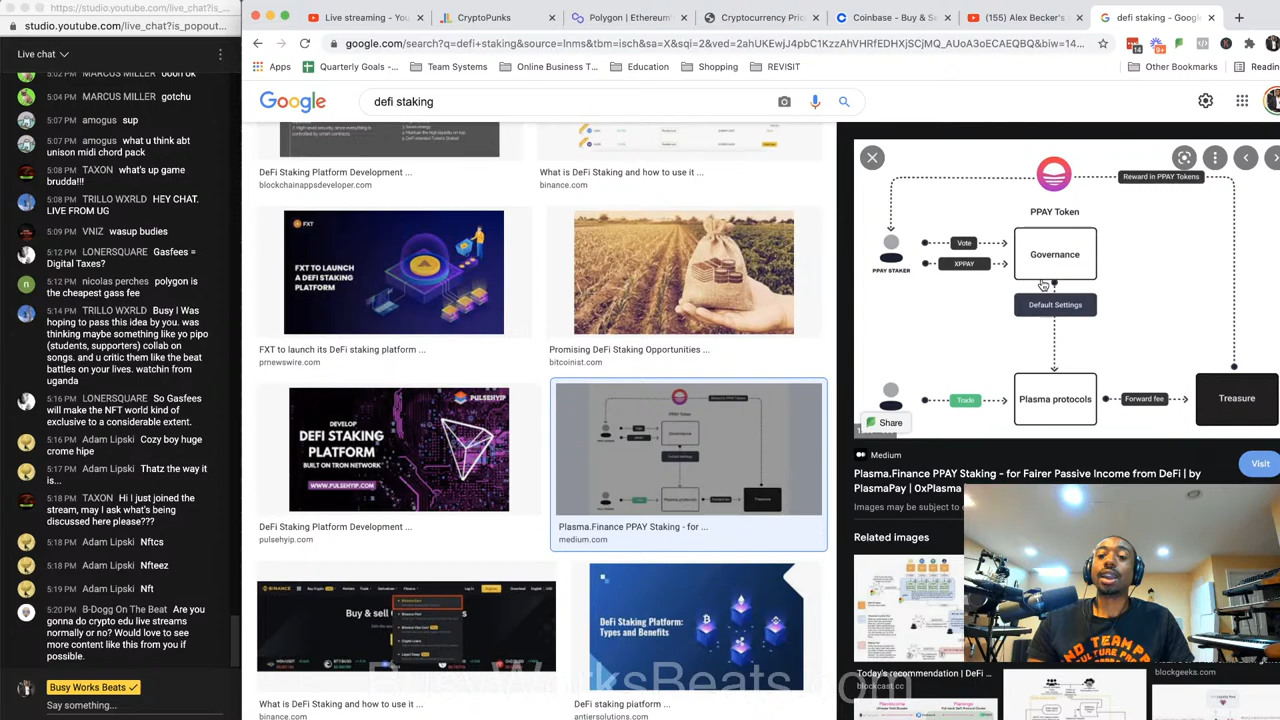 https://studio.youtube.com/live_chat?is_...
studio.youtube.com/live_chat?is_popout...
Live chat
5:02 PM MARCUS MILLER
5:04 PM MARCUS MILLER gotchu
5:07 PM amogus sup
5:07 PM amogus what u think abt
unison midi chord pack
5:08 PM TAXON what's up game
brudda!!!
5:08 PM TRILLO WXRLD HEY CHAT.
LIVE FROM UG
5:09 PM VNIZ wasup budies
5:12 PM LONERSQUARE Gasfees =
Digital Taxes?
5:12 PM nicolas perches polygon is
the cheapest gass fee
5:14 PM TRILLO WXRLD Busy I Was
hoping to pass this idea by you. was
thinking maybe something like yo pipo
(students, supporters) collab on
songs. and u critic them like the beat
battles on your lives. watchin from
uganda
5:16 PM LONERSQUARE So Gasfees
will make the NFT world kind of
exclusive to a considerable extent.
5:16 PM Adam Lipski Cozy boy huge
crome hipe
5:17 PM Adam Lipski Thatz the way it
is...
5:18 PM TAXON Hi I just joined the
stream, may I ask what's being
discussed here please???
5:18 PM Adam Lipski Nftcs
5:18 PM Adam Lipski Nfteez
5:19 PM Adam Lipski Nft
5:20 PM B-Dogg On The Beat Are you
gonna do crypto edu live streams
normally or no? Would love to see
more content like this from you if
possible.
Busy Works Beats
Say something...
Live streaming - You
CryptoPunks
Polygon | Ethereum'
Cryptocurrency Pric
Coinbase - Buy & Se
(155) Alex Becker's
defi staking - Google
google.com/search?q=defi+staking&source=lnms&tbm=isch&sa=X&sqi=2&ved=2ahUKEwjJ4pbC1KzzAhVHRfEDHXjSCjMQ_AUoA3oECAEQBQ&biw=14...
14
Apps
Quarterly Goals -...
Team Systems
Online Business T...
Education
Shopping
REVISIT
Other Bookmarks
Readin
Google
defi staking
DeFi Staking Platform Development ...
blockchainappsdeveloper.com
What is DeFi Staking and how to use it ...
binance.com
FXT
FXT TO LAUNCH
A DEFI STAKING
PLATFORM
FXT to launch its DeFi staking platform ...
prnewswire.com
Promising DeFi Staking Opportunities ...
bitcoinist.com
PULSEHYIP
DEVELOP
DEFI STAKING
PLATFORM
BUILT ON TRON NETWORK
WWW.PULSEHYIP.COM
DeFi Staking Platform Development ...
pulsehyip.com
Plasma.Finance PPAY Staking - for ...
medium.com
BINANCE
Buy & sell
What is DeFi Staking and how to use it ...
binance.com
DeFi Staking Platform:
Types and Benefits
DeFi staking platform ...
antiersolutions.com
Reward in PPAY Tokens
PPAY Token
Vote
XPPAY
PPAY STAKER
Governance
Default Settings
Trade
Plasma protocols
Forward fee
Treasure
Share
Medium
Plasma.Finance PPAY Staking - for Fairer Passive Income from DeFi | by
PlasmaPay | 0xPlasma
Visit
Images may be subject to
Related images
Today's recommendation | DeFi ...
blockcast.cc
blockgeeks.com